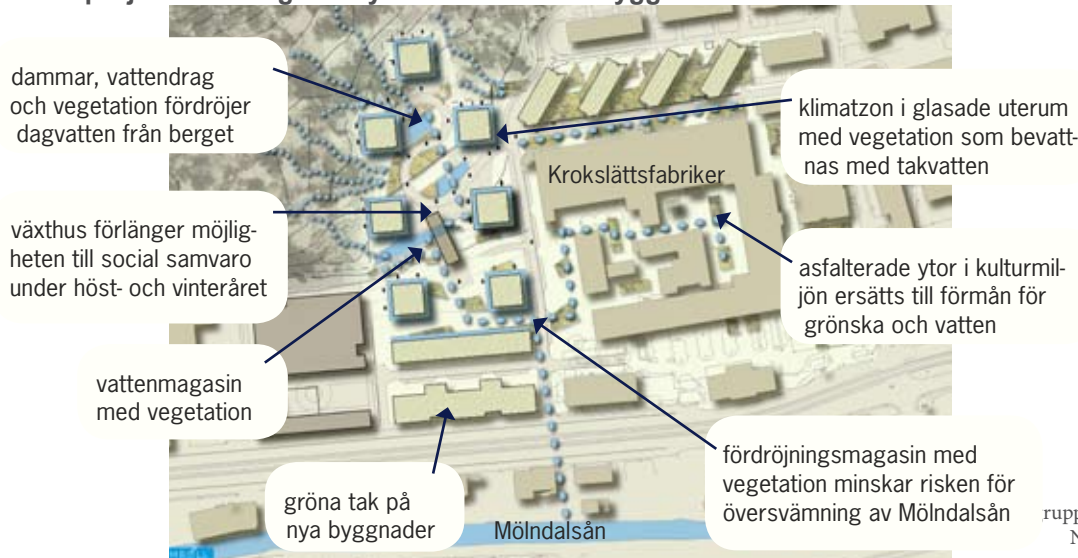 dammar, vattendrag
och vegetation fördröjer
dagvatten från berget
klimatzon i glasade uterum
med vegetation som bevatt-
nas med takvatten
Krokslättsfabriker
växthus förlänger möjlig-
heten till social samvaro
under höst- och vinteråret
asfalterade ytor i kulturmil-
jön ersätts till förmån för
grönska och vatten
vattenmagasin
med vegetation
fördröjningsmagasin med
vegetation minskar risken för
översvämning av Mölndalsån
gröna tak på
nya byggnader
Mölndalsån